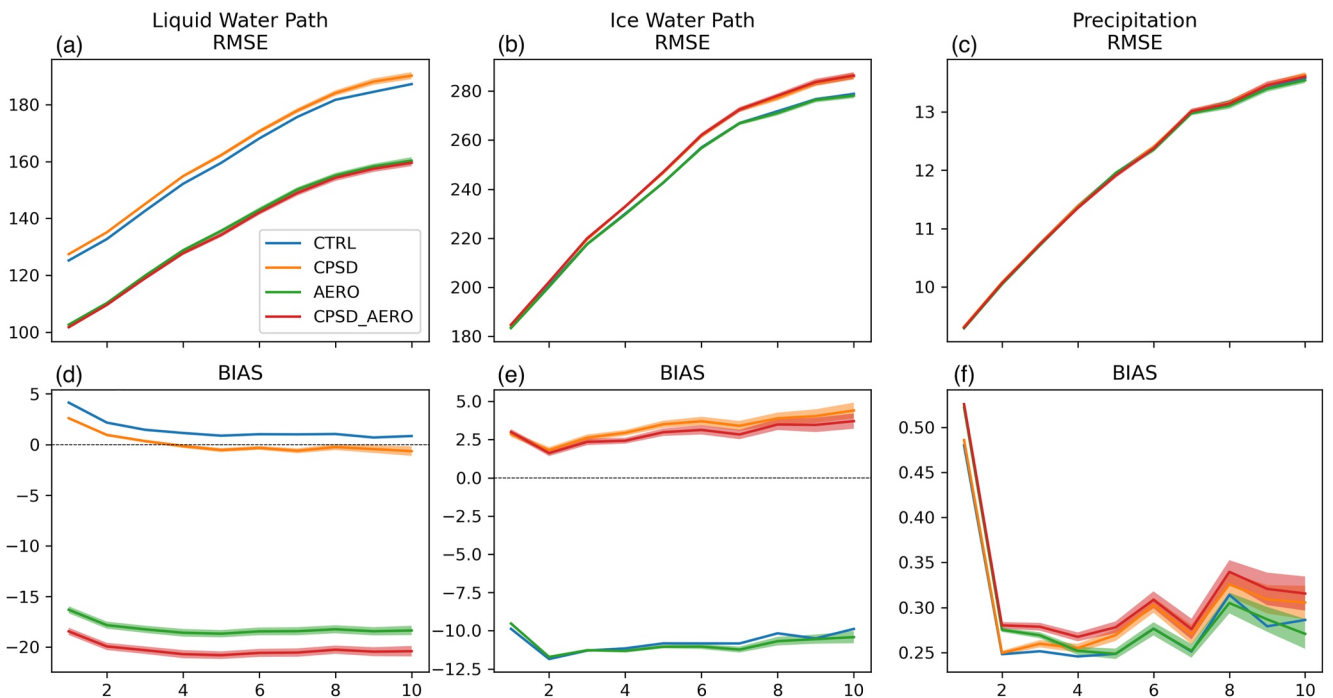 Liquid Water Path
(a) RMSE
180
160
140
120
100
CTRL
CPSD
AERO
CPSD_AERO
Ice Water Path
(b) RMSE
280
260
240
220
200
180
Precipitation
(c) RMSE
13
12
11
10
(d) BIAS
5
0
−5
−10
−15
−20
2 4 6 8 10
(e) BIAS
5.0
2.5
0.0
−2.5
−5.0
−7.5
−10.0
−12.5
2 4 6 8 10
(f) BIAS
0.50
0.45
0.40
0.35
0.30
0.25
2 4 6 8 10